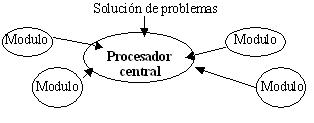 Solución de problemas
Modulo
Modulo
Procesador
central
Modulo
Modulo